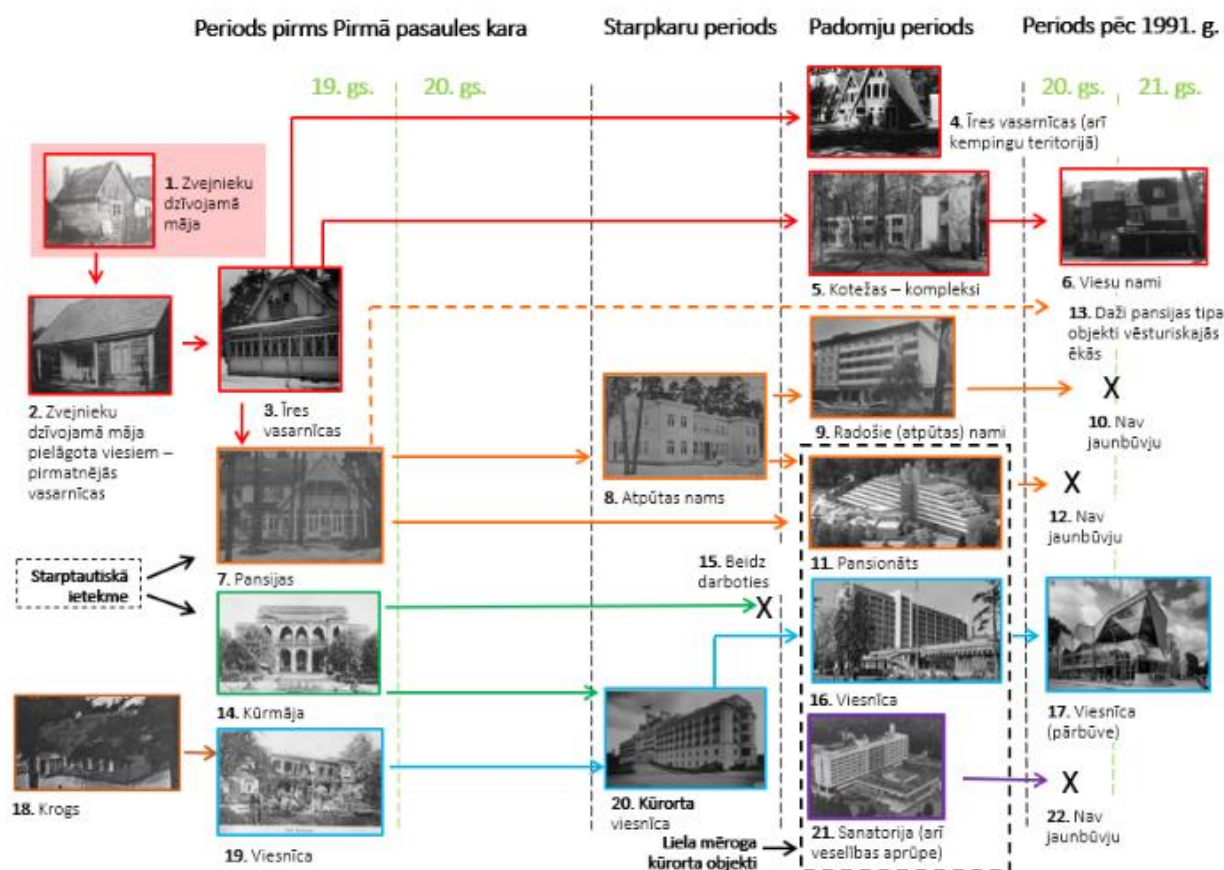 Periods pirms Pirmā pasaules kara
Starpkaru periods
Padomju periods
Periods pēc 1991. g.
19. gs.
20. gs.
20. gs.
21. gs.
1. Zvejnieku
dzīvojamā
māja
4. Īres vasarnīcas (arī
kempingu teritorijā)
5. Kotežas – kompleksi
6. Viesu nami
2. Zvejnieku
dzīvojamā māja
pielāgota viesiem –
pirmatnējās
vasarnīcas
3. Īres
vasarnīcas
13. Daži pansijas tipa
objekti vēsturiskajās
ēkās
X
10. Nav
jaunbūvju
9. Radošie (atpūtas) nami
8. Atpūtas nams
X
12. Nav
jaunbūvju
Starptautiskā
ietekme
7. Pansijas
15. Beidz
darboties
X
11. Pansionāts
14. Kūrmāja
16. Viesnīca
17. Viesnīca
(pārbūve)
18. Krogs
19. Viesnīca
20. Kūrorta
viesnīca
Liela mēroga
kūrorta objekti
21. Sanatorija (arī
veselības aprūpe)
X
22. Nav
jaunbūvju